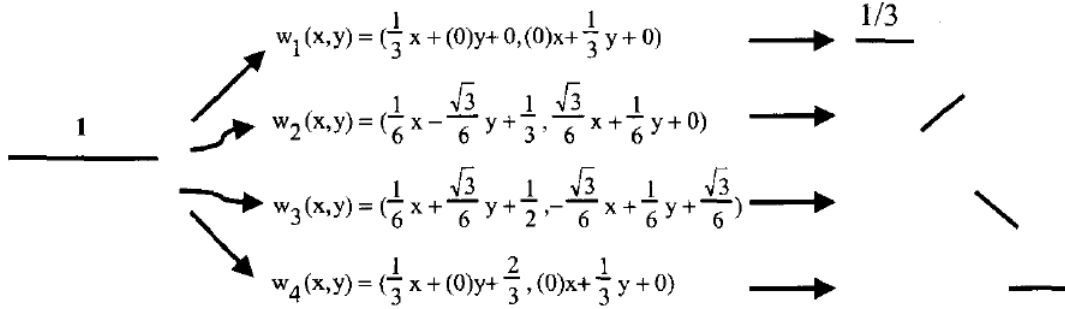 w₁(x,y) = (1/3 x + (0)y + 0, (0)x + 1/3 y + 0)
1/3
1
w₂(x,y) = (1/6 x − √3/6 y + 1/3, √3/6 x + 1/6 y + 0)
w₃(x,y) = (1/6 x + √3/6 y + 1/2, −√3/6 x + 1/6 y + √3/6)
w₄(x,y) = (1/3 x + (0)y + 2/3, (0)x + 1/3 y + 0)